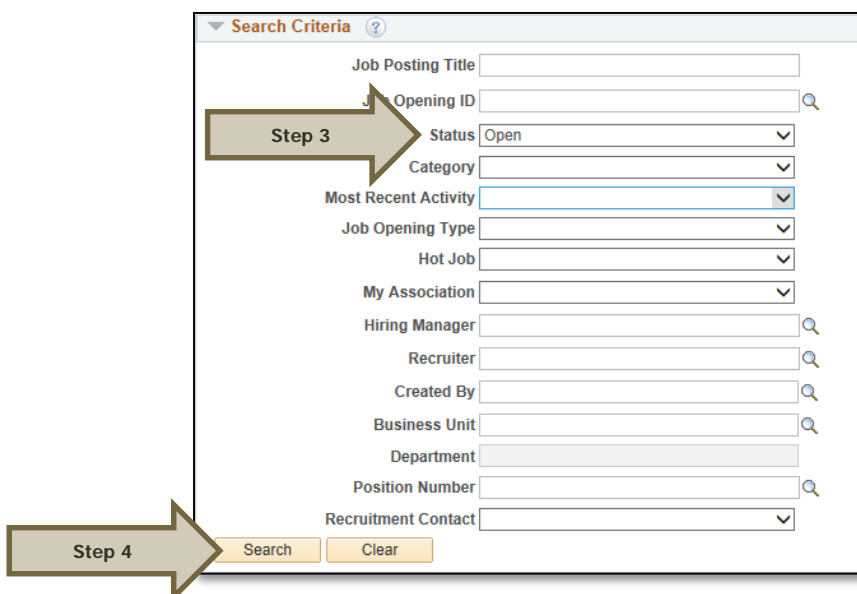 Search Criteria ?
Job Posting Title
Job Opening ID
Step 3
Status Open
Category
Most Recent Activity
Job Opening Type
Hot Job
My Association
Hiring Manager
Recruiter
Created By
Business Unit
Department
Position Number
Recruitment Contact
Step 4
Search Clear